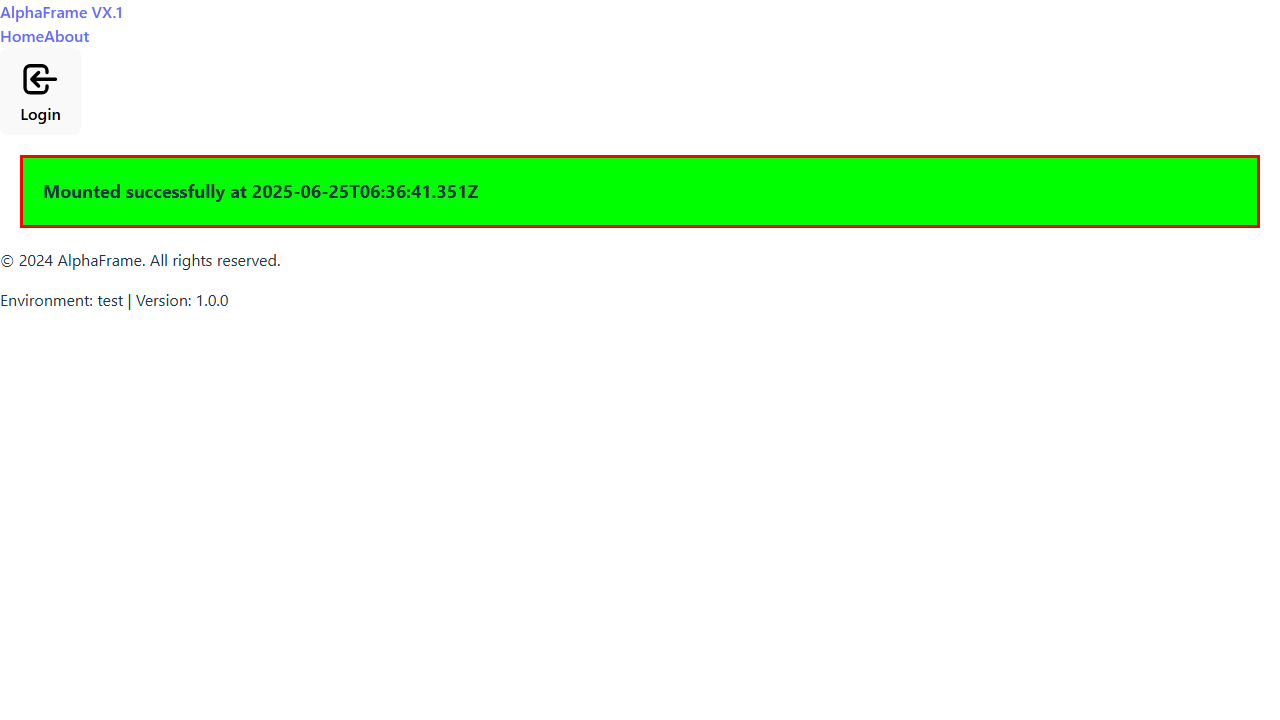 AlphaFrame VX.1
HomeAbout
Login
Mounted successfully at 2025-06-25T06:36:41.351Z
© 2024 AlphaFrame. All rights reserved.
Environment: test | Version: 1.0.0